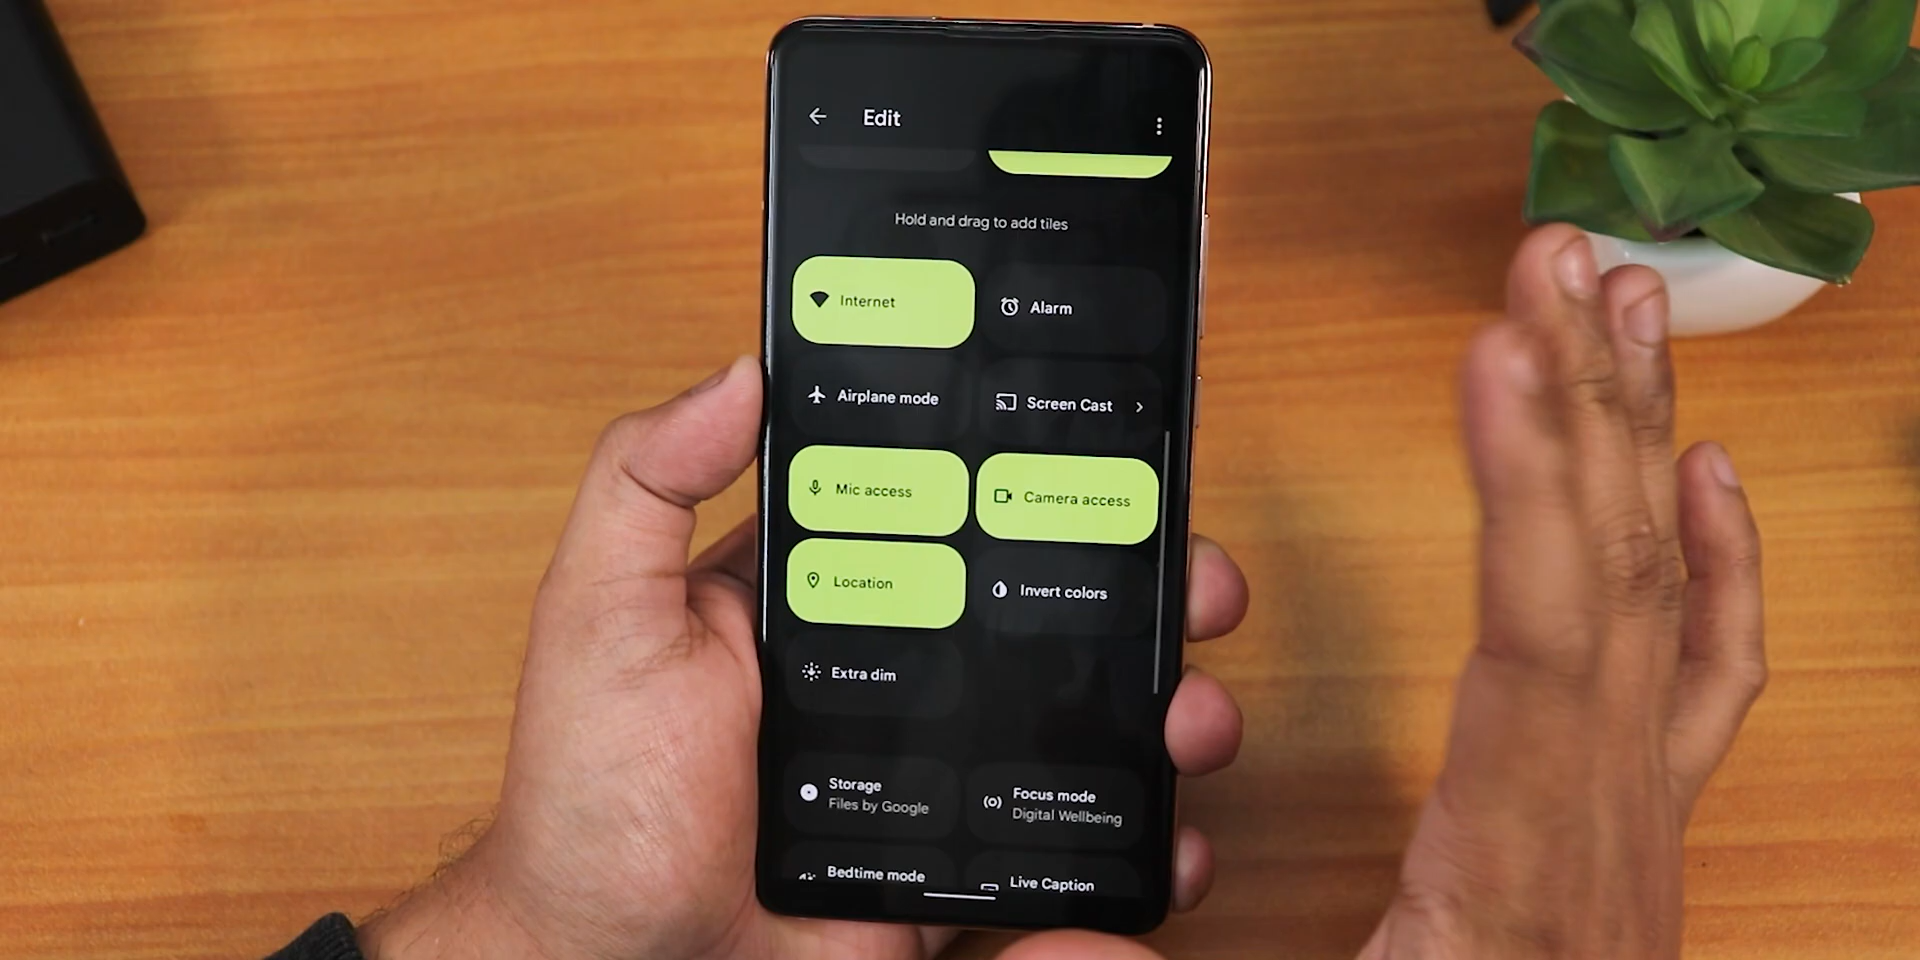 Edit
Hold and drag to add tiles
Internet
Alarm
Airplane mode
Screen Cast
Mic access
Camera access
Location
Invert colors
Extra dim
Storage
Files by Google
Focus mode
Digital Wellbeing
Bedtime mode
Live Caption